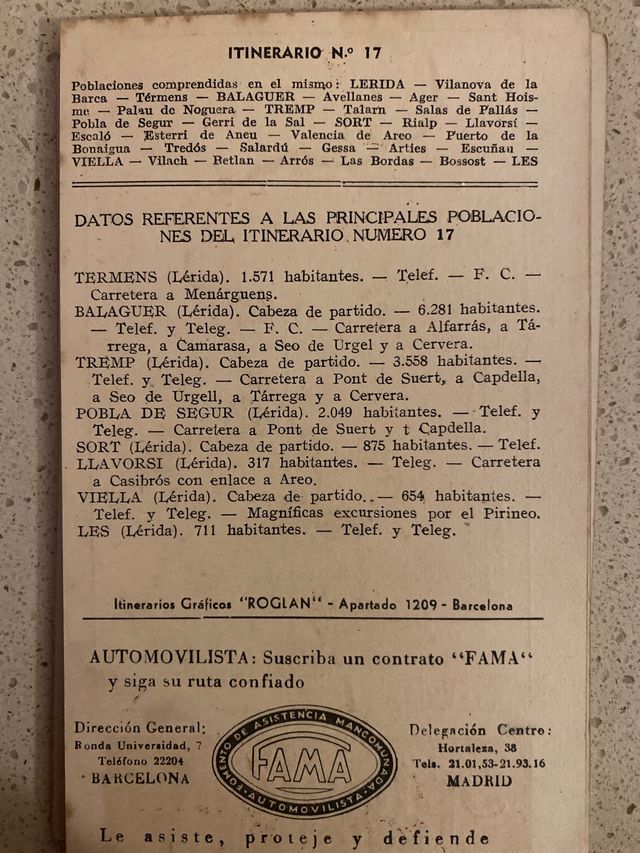 ITINERARIO N.º 17
Poblaciones comprendidas en el mismo: LERIDA — Vilanova de la
Barca — Térmens — BALAGUER — Avellanes — Ager — Sant Hois-
me — Palau de Noguera — TREMP — Talarn — Salas de Pallás —
Pobla de Segur — Gerri de la Sal — SORT — Rialp — Llavorsí —
Escaló — Esterri de Aneu — Valencia de Areo — Puerto de la
Bonaigua — Tredós — Salardú — Gessa — Arties — Escuñau —
VIELLA — Vilach — Betlan — Arrós — Las Bordas — Bossost — LES
DATOS REFERENTES A LAS PRINCIPALES POBLACIO-
NES DEL ITINERARIO NUMERO 17
TERMENS (Lérida). 1.571 habitantes. — Telef. — F. C. —
Carretera a Menárguens.
BALAGUER (Lérida). Cabeza de partido. — 6.281 habitantes.
— Telef. y Teleg. — F. C. — Carretera a Alfarrás, a Tá-
rrega, a Camarasa, a Seo de Urgel y a Cervera.
TREMP (Lérida). Cabeza de partido. — 3.558 habitantes. —
Telef. y Teleg. — Carretera a Pont de Suert, a Capdella,
a Seo de Urgell, a Tárrega y a Cervera.
POBLA DE SEGUR (Lérida). 2.049 habitantes. — Telef. y
Teleg. — Carretera a Pont de Suert y t Capdella.
SORT (Lérida). Cabeza de partido. — 875 habitantes. — Telef.
LLAVORSI (Lérida). 317 habitantes. — Teleg. — Carretera
a Casibrós con enlace a Areo.
VIELLA (Lérida). Cabeza de partido. — 654 habitantes. —
Telef. y Teleg. — Magníficas excursiones por el Pirineo.
LES (Lérida). 711 habitantes. — Telef. y Teleg.
Itinerarios Gráficos "ROGLAN" - Apartado 1209 - Barcelona
AUTOMOVILISTA: Suscriba un contrato "FAMA"
y siga su ruta confiado
Dirección General:
Ronda Universidad, 7
Teléfono 22204
BARCELONA
FOMENTO DE ASISTENCIA MANCOMUNADA
FAMA
AUTOMOVILISTA
Delegación Centro:
Hortaleza, 38
Tels. 21.01,53-21.93.16
MADRID
Le asiste, proteje y defiende